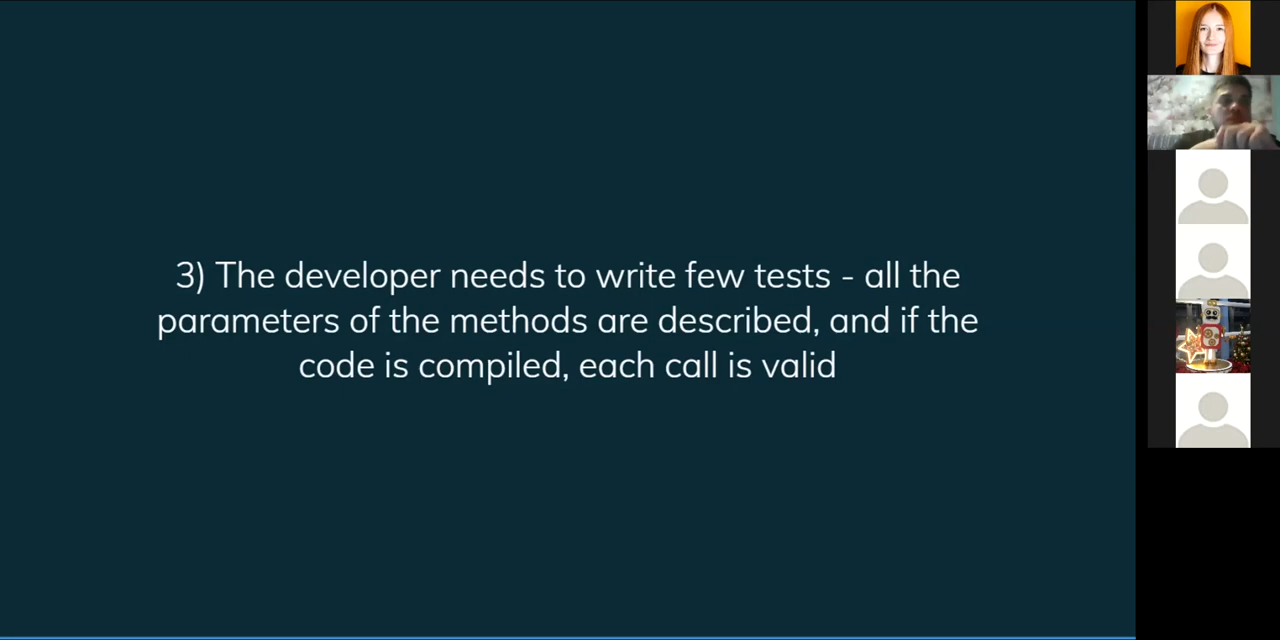 3) The developer needs to write few tests - all the
parameters of the methods are described, and if the
code is compiled, each call is valid